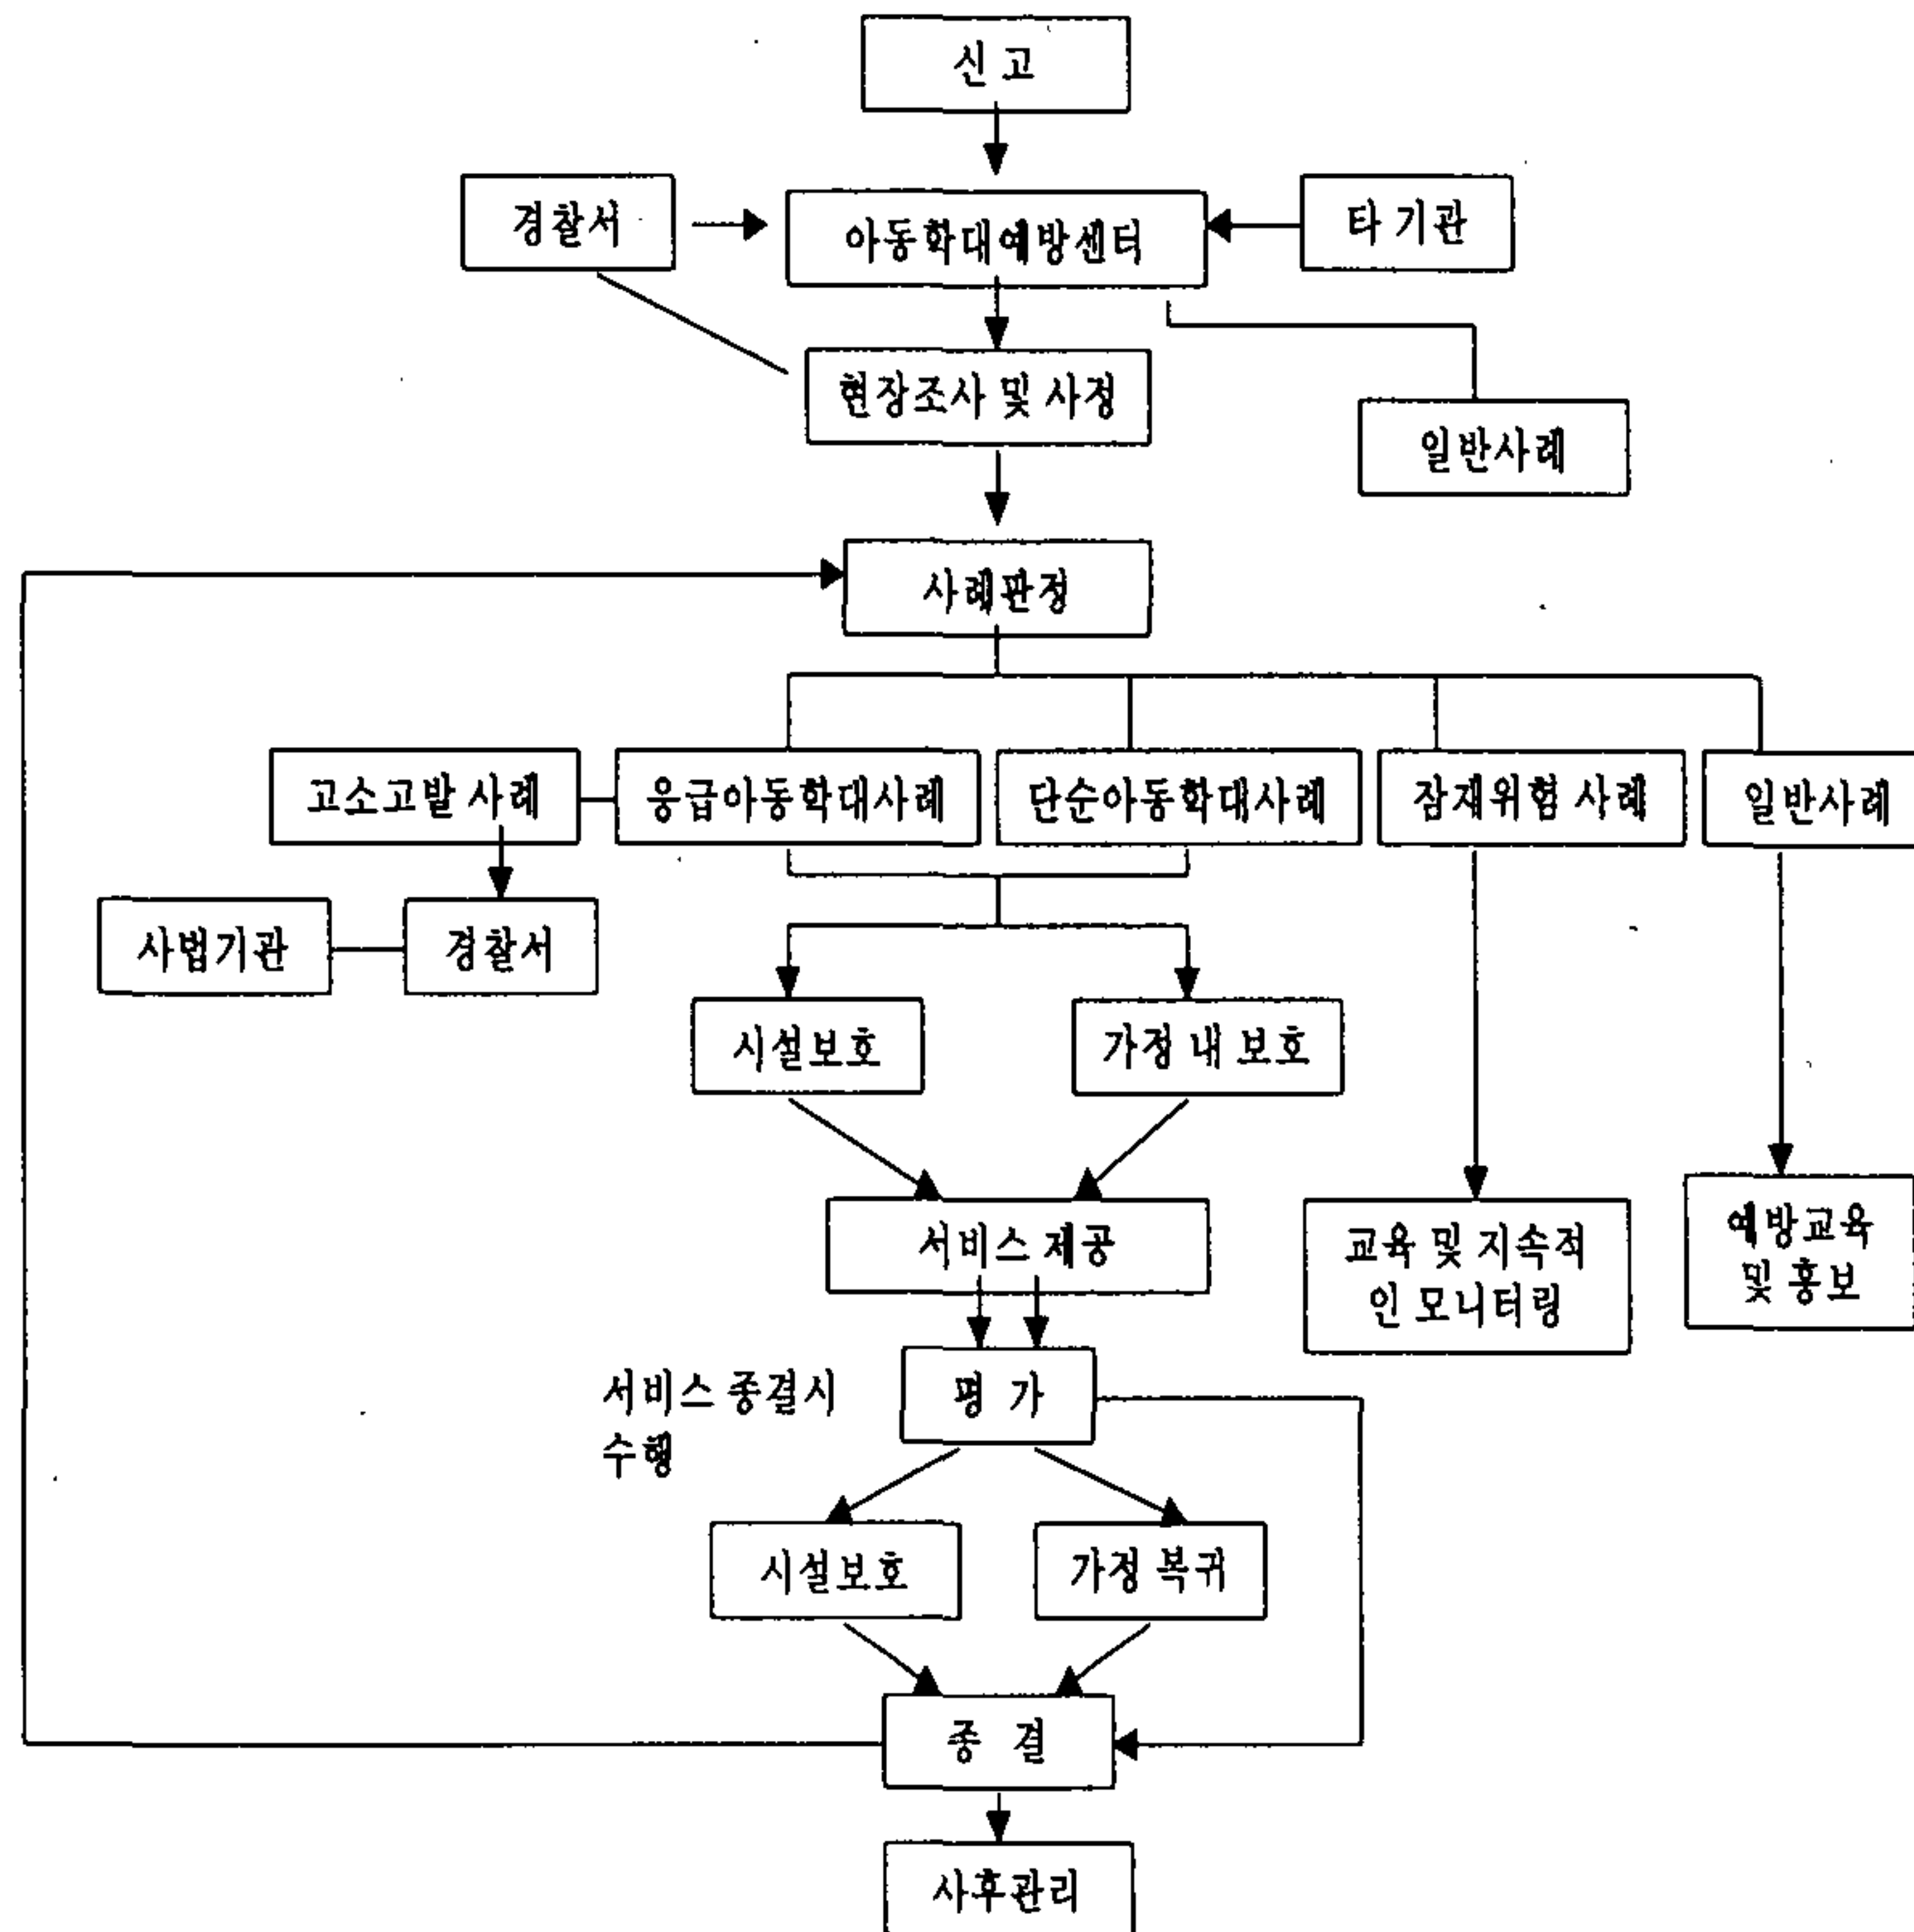 신 고
경찰서
아동학대예방센터
타 기관
현장조사 및 사정
일반사례
사례판정
고소고발 사례
응급아동학대사례
단순아동학대사례
잠재위험 사례
일반사례
사법기관
경찰서
시설보호
가정 내 보호
서비스 제공
교육 및 지속적
인 모니터링
예방교육
및 홍보
서비스 종결시
수행
평 가
시설보호
가정 복귀
종 결
사후관리